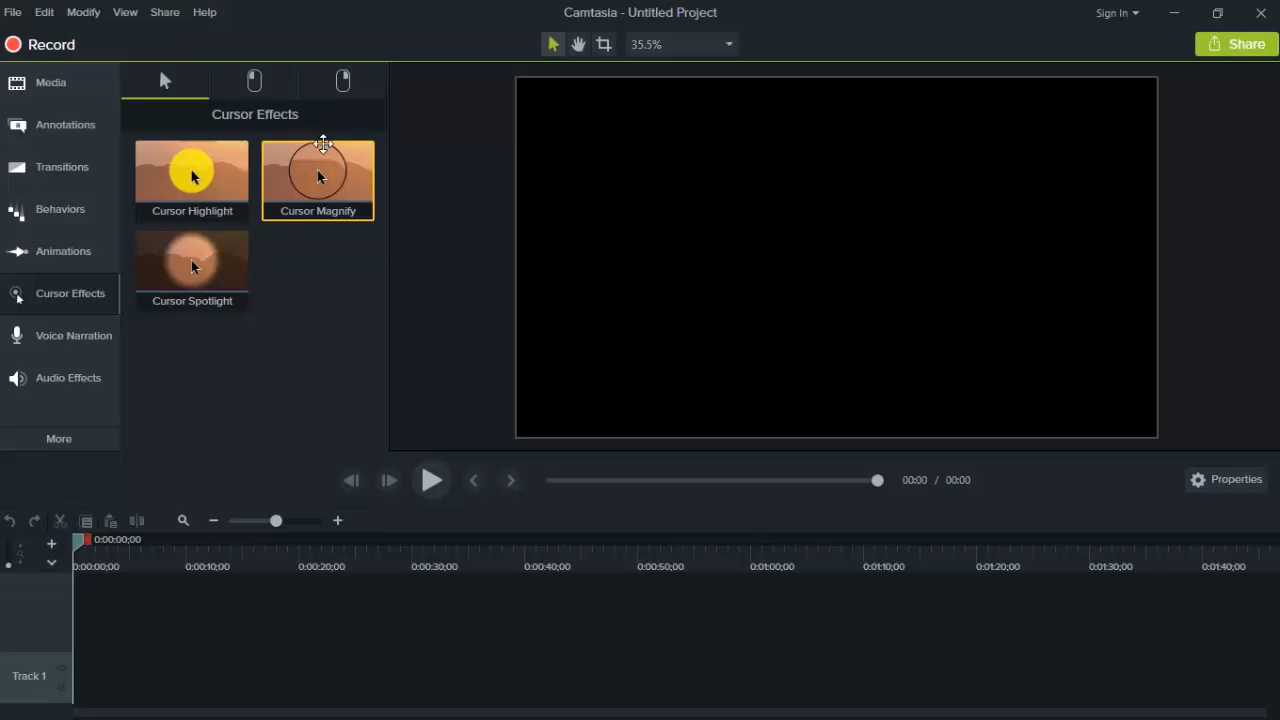 File Edit Modify View Share Help
Camtasia - Untitled Project
Sign In
Record
35.5%
Share
Media
Annotations
Transitions
Behaviors
Animations
Cursor Effects
Voice Narration
Audio Effects
More
Cursor Effects
Cursor Highlight
Cursor Magnify
Cursor Spotlight
00:00 / 00:00
Properties
0:00:00;00
0:00:00;00 0:00:10;00 0:00:20;00 0:00:30;00 0:00:40;00 0:00:50;00 0:01:00;00 0:01:10;00 0:01:20;00 0:01:30;00 0:01:40;00
Track 1